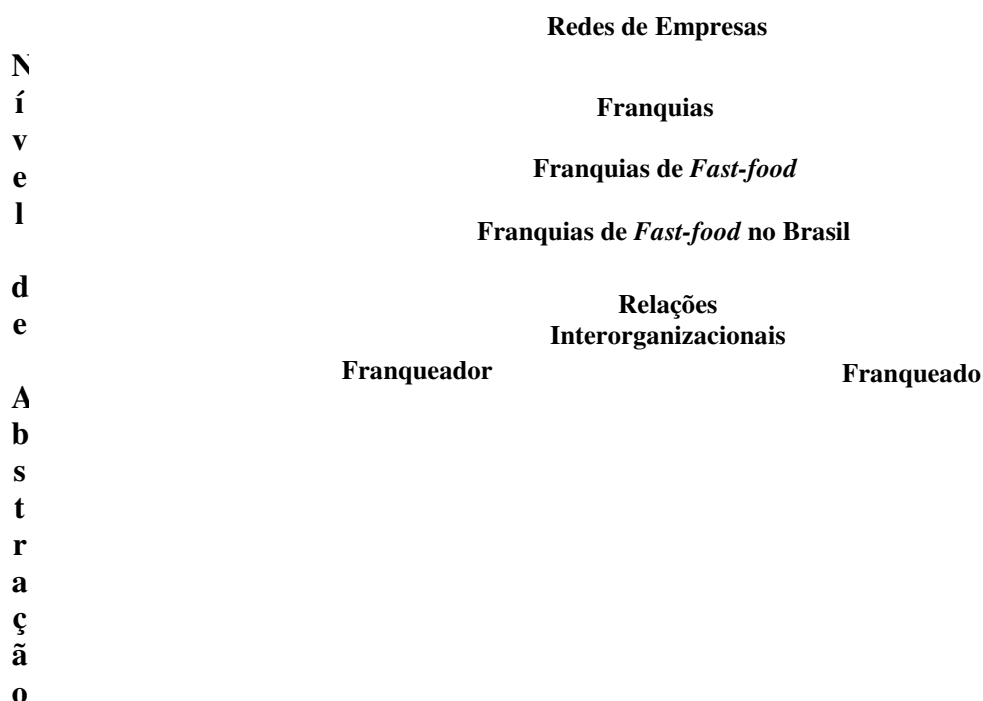 Redes de Empresas
Franquias
Franquias de Fast-food
Franquias de Fast-food no Brasil
Relações
Interorganizacionais
Franqueador
Franqueado
Nível de Abstração